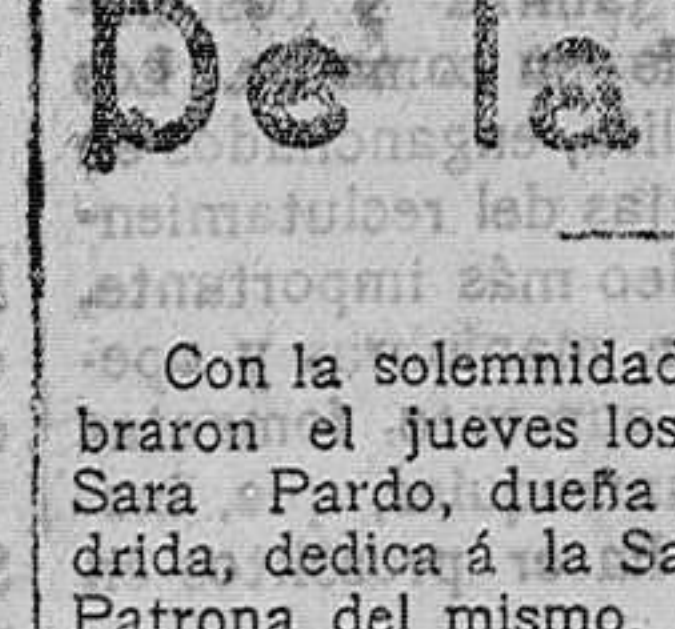 De la
Con la solemnidad
braron el jueves los
Sara Pardo, dueña
drida, dedica á la Sa
Patrona del mismo.